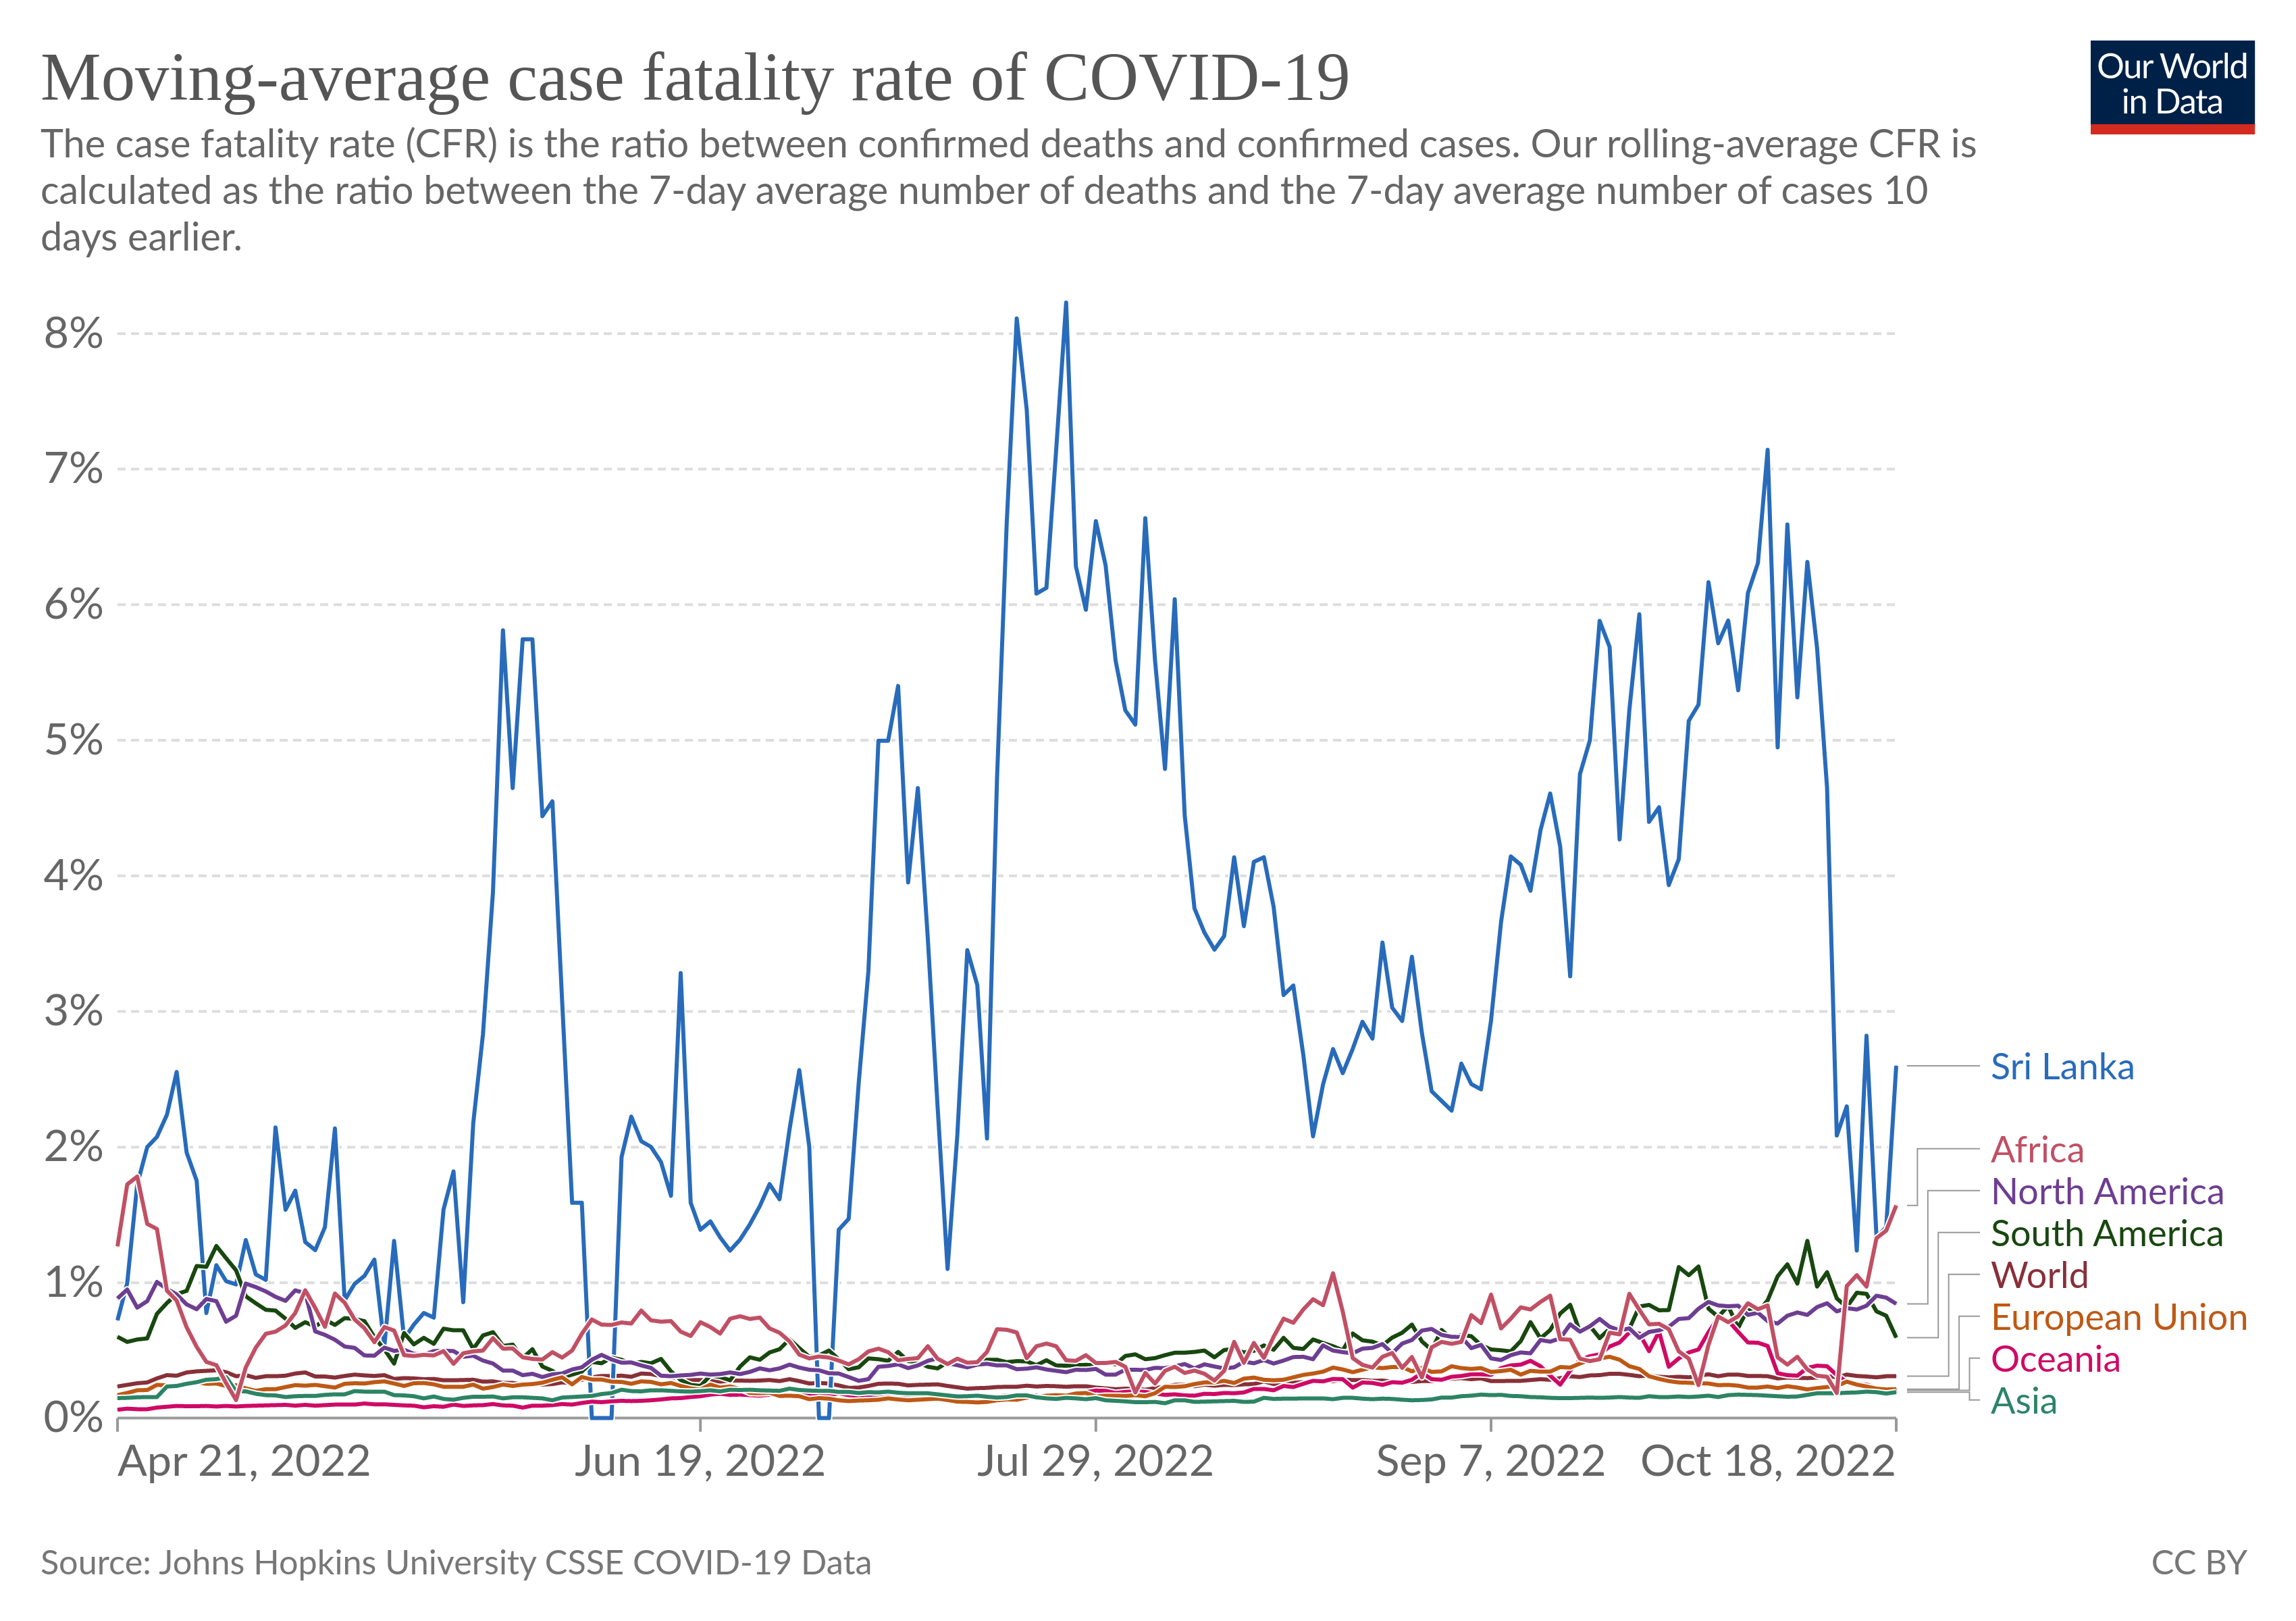 Moving-average case fatality rate of COVID-19
Our World
in Data
The case fatality rate (CFR) is the ratio between confirmed deaths and confirmed cases. Our rolling-average CFR is
calculated as the ratio between the 7-day average number of deaths and the 7-day average number of cases 10
days earlier.
8%
7%
6%
5%
4%
3%
2%
1%
0%
Sri Lanka
Africa
North America
South America
World
European Union
Oceania
Asia
Apr 21, 2022
Jun 19, 2022
Jul 29, 2022
Sep 7, 2022
Oct 18, 2022
Source: Johns Hopkins University CSSE COVID-19 Data
CC BY